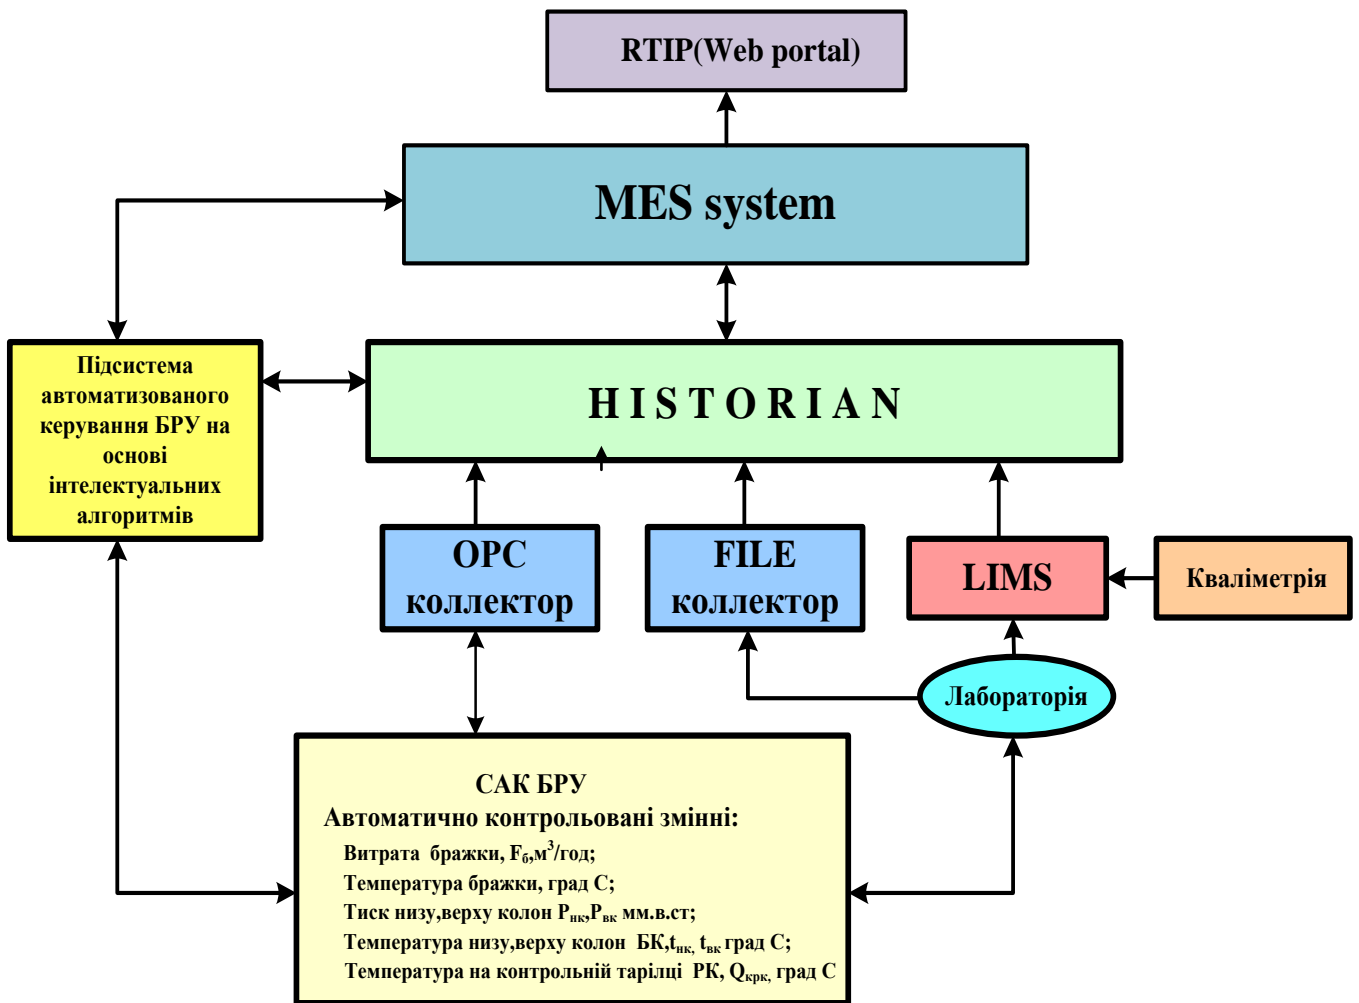 RTIP(Web portal)
MES system
Підсистема
автоматизованого
керування БРУ на
основі
інтелектуальних
алгоритмів
H I S T O R I A N
OPC
коллектор
FILE
коллектор
LIMS
Кваліметрія
Лабораторія
САК БРУ
Автоматично контрольовані змінні:
Витрата бражки, Fб,м³/год;
Температура бражки, град С;
Тиск низу,верху колон Рнк,Рвк мм.в.ст;
Температура низу,верху колон БК,tнк, tвк град С;
Температура на контрольній тарілці РК, Qкрк, град С